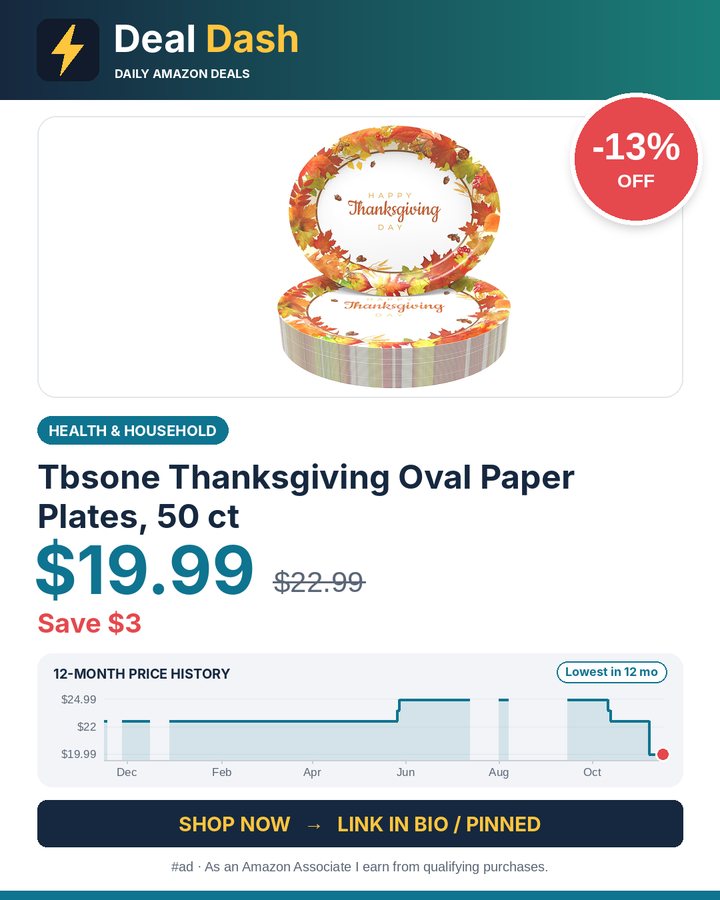 Deal Dash
DAILY AMAZON DEALS
-13%
OFF
HAPPY
Thanksgiving
DAY
Thanksgiving
DAY
HEALTH & HOUSEHOLD
Tbsone Thanksgiving Oval Paper
Plates, 50 ct
$19.99 $22.99
Save $3
12-MONTH PRICE HISTORY
Lowest in 12 mo
$24.99
$22
$19.99
Dec Feb Apr Jun Aug Oct
SHOP NOW → LINK IN BIO / PINNED
#ad · As an Amazon Associate I earn from qualifying purchases.